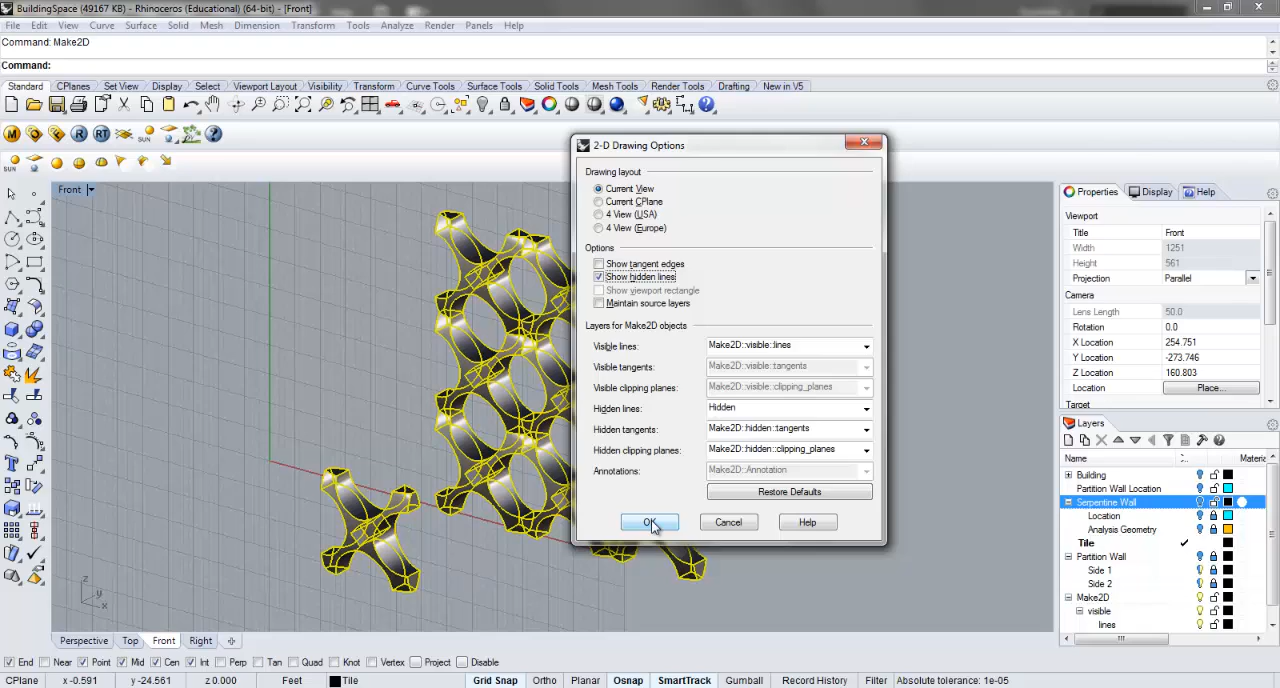 BuildingSpace (49167 KB) - Rhinoceros (Educational) (64-bit) - [Front]
File Edit View Curve Surface Solid Mesh Dimension Transform Tools Analyze Render Panels Help
Command: Make2D
Command:
Standard CPlanes Set View Display Select Viewport Layout Visibility Transform Curve Tools Surface Tools Solid Tools Mesh Tools Render Tools Drafting New in V5
M R RT SUN
SUN
Front
2-D Drawing Options
Drawing layout
Current View
Current CPlane
4 View (USA)
4 View (Europe)
Options
Show tangent edges
Show hidden lines
Show viewport rectangle
Maintain source layers
Layers for Make2D objects
Visible lines: Make2D::visible::lines
Visible tangents: Make2D::visible::tangents
Visible clipping planes: Make2D::visible::clipping_planes
Hidden lines: Hidden
Hidden tangents: Make2D::hidden::tangents
Hidden clipping planes: Make2D::hidden::clipping_planes
Annotations: Make2D::Annotation
Restore Defaults
OK Cancel Help
Properties Display Help
Viewport
Title Front
Width 1251
Height 561
Projection Parallel
Camera
Lens Length 50.0
Rotation 0.0
X Location 254.751
Y Location -273.746
Z Location 160.803
Location Place...
Target
Layers
Name Materia
Building
Partition Wall Location
Serpentine Wall
Location
Analysis Geometry
Tile
Partition Wall
Side 1
Side 2
Make2D
visible
lines
z
y
x
Perspective Top Front Right
End Near Point Mid Cen Int Perp Tan Quad Knot Vertex Project Disable
CPlane x -0.591 y -24.561 z 0.000 Feet Tile Grid Snap Ortho Planar Osnap SmartTrack Gumball Record History Filter Absolute tolerance: 1e-05